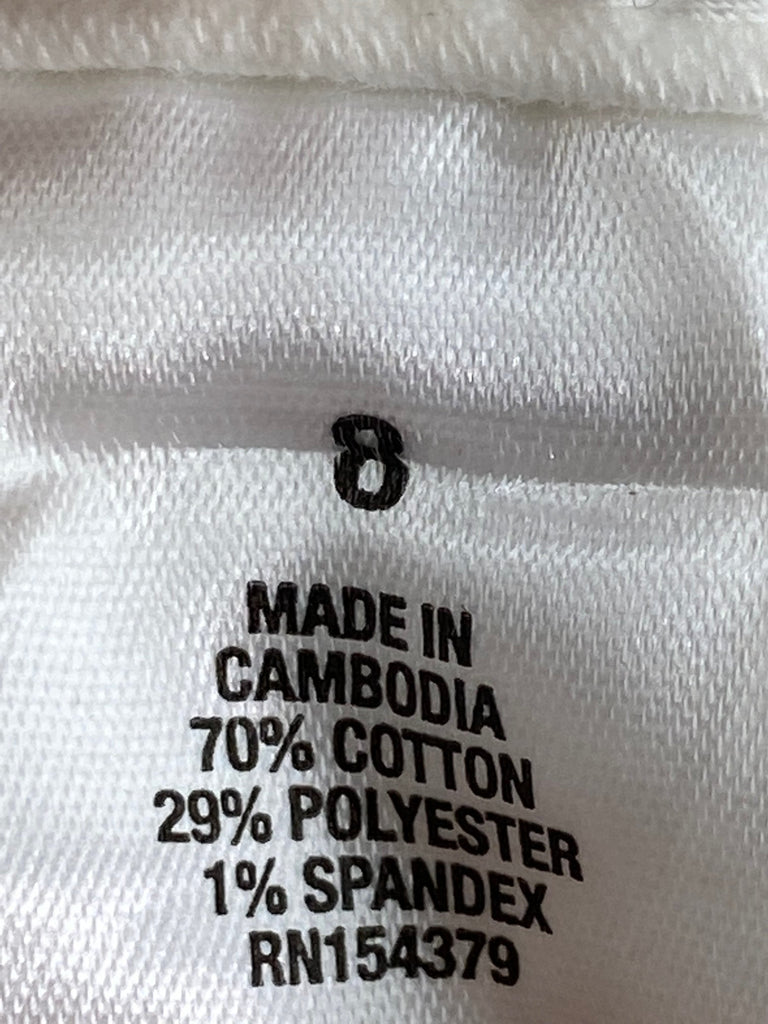 8
MADE IN
CAMBODIA
70% COTTON
29% POLYESTER
1% SPANDEX
RN154379